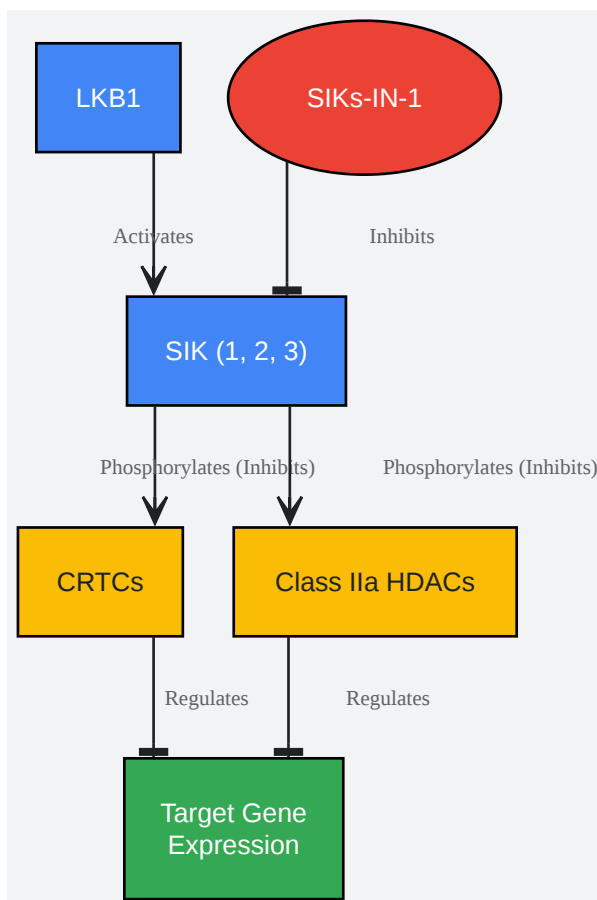 LKB1
SIKs-IN-1
Activates
Inhibits
SIK (1, 2, 3)
Phosphorylates (Inhibits)
Phosphorylates (Inhibits)
CRTCs
Class IIa HDACs
Regulates
Regulates
Target Gene
Expression